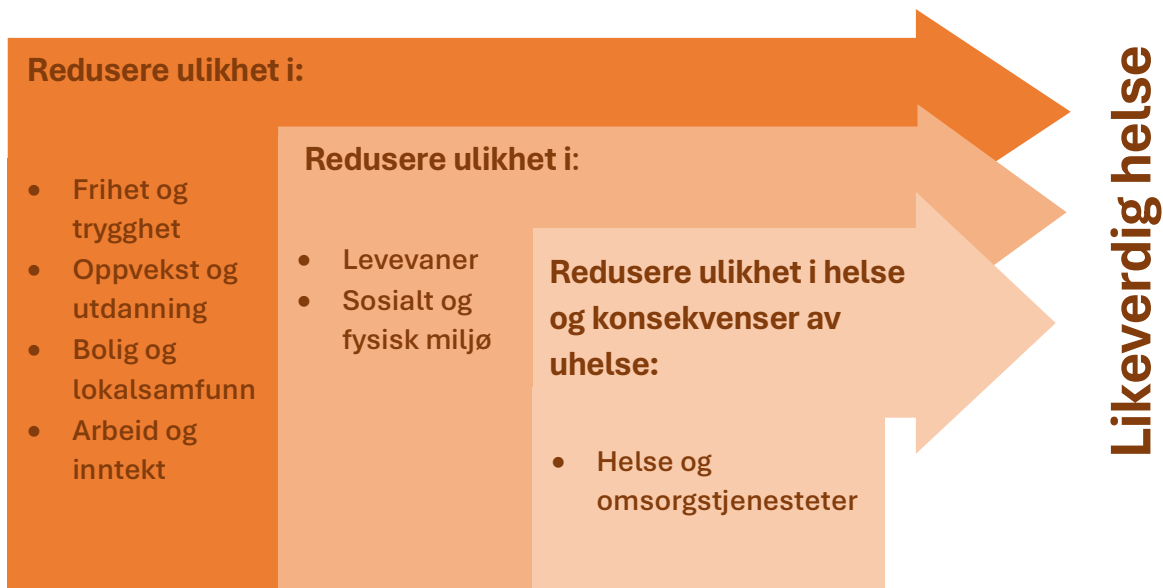 Redusere ulikhet i:
• Frihet og
trygghet
• Oppvekst og
utdanning
• Bolig og
lokalsamfunn
• Arbeid og
inntekt
Redusere ulikhet i:
• Levevaner
• Sosialt og
fysisk miljø
Redusere ulikhet i helse
og konsekvenser av
uhelse:
• Helse og
omsorgstjenesteter
Likeverdig helse